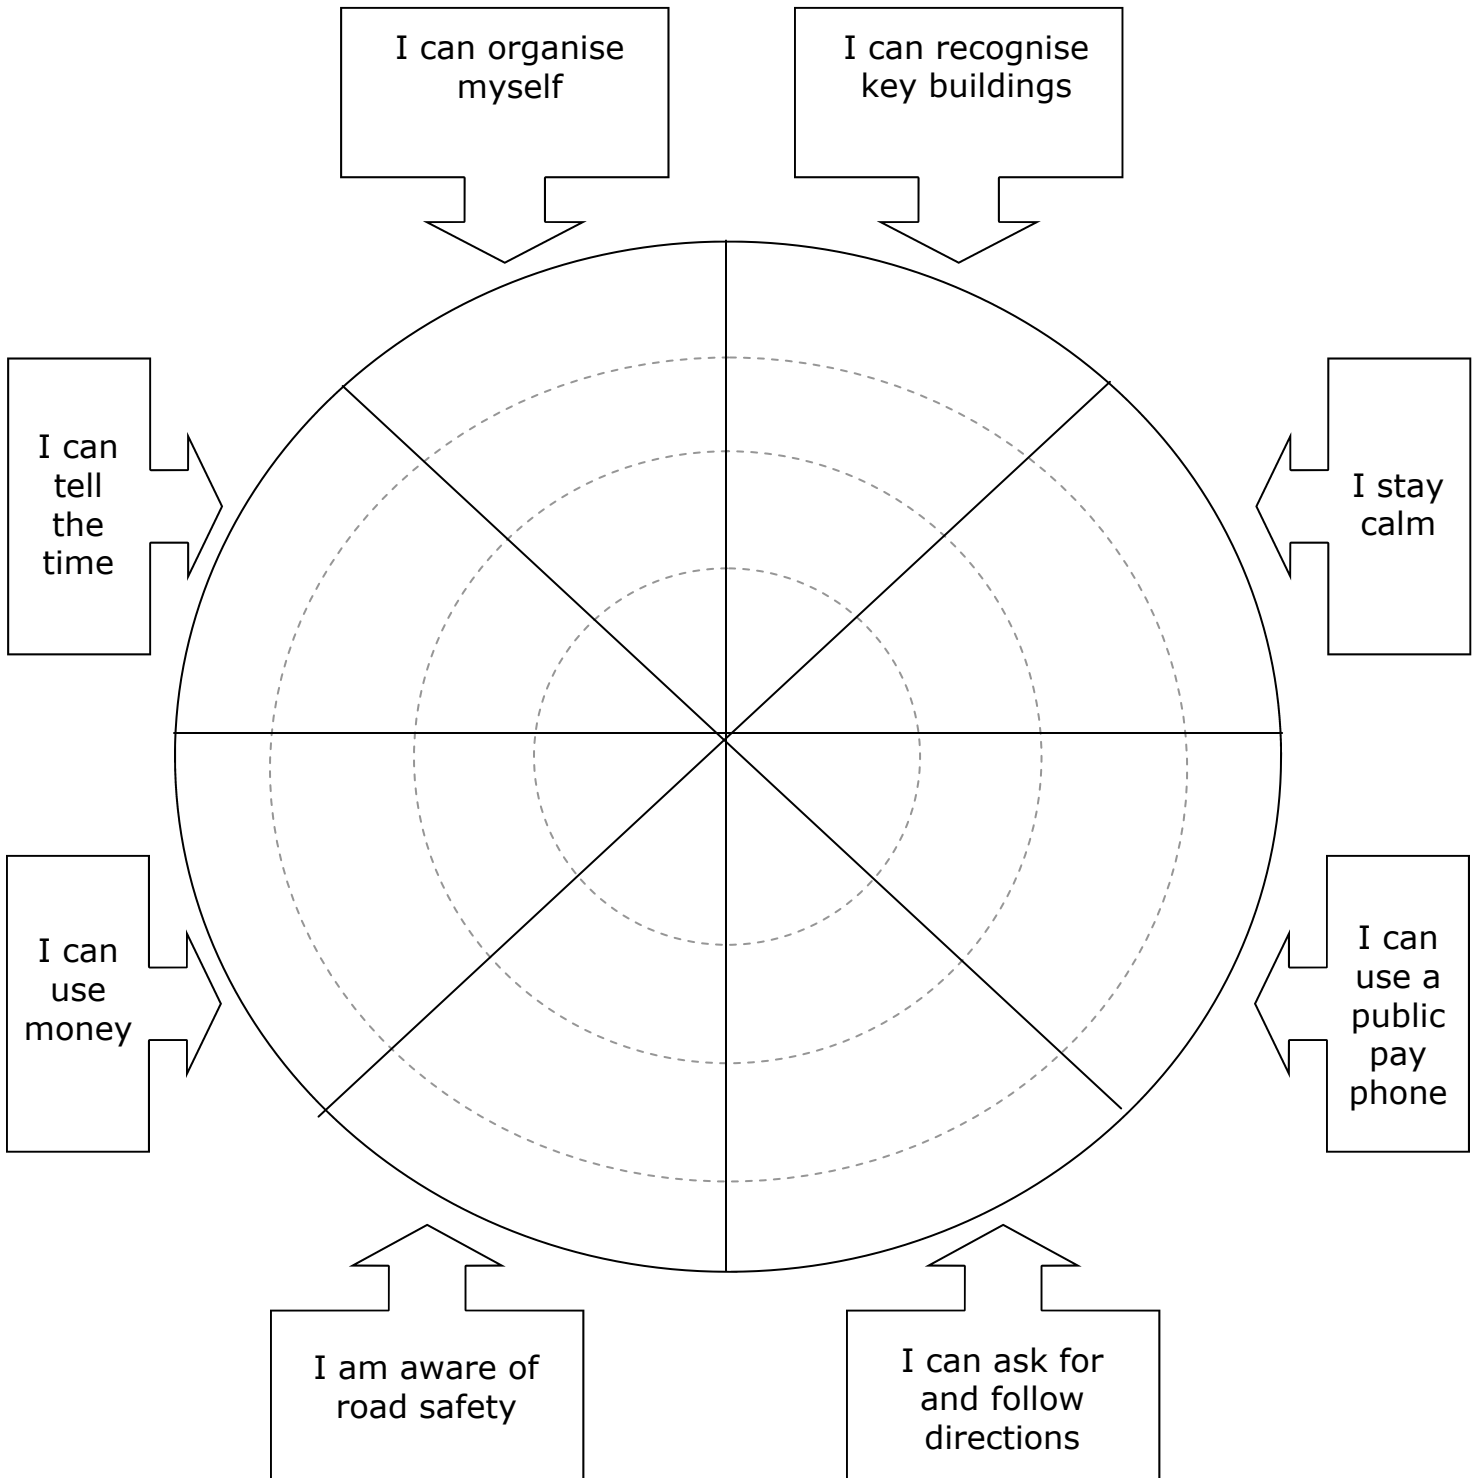 I can organise
myself
I can recognise
key buildings
I can
tell
the
time
I stay
calm
I can
use
money
I can
use a
public
pay
phone
I am aware of
road safety
I can ask for
and follow
directions